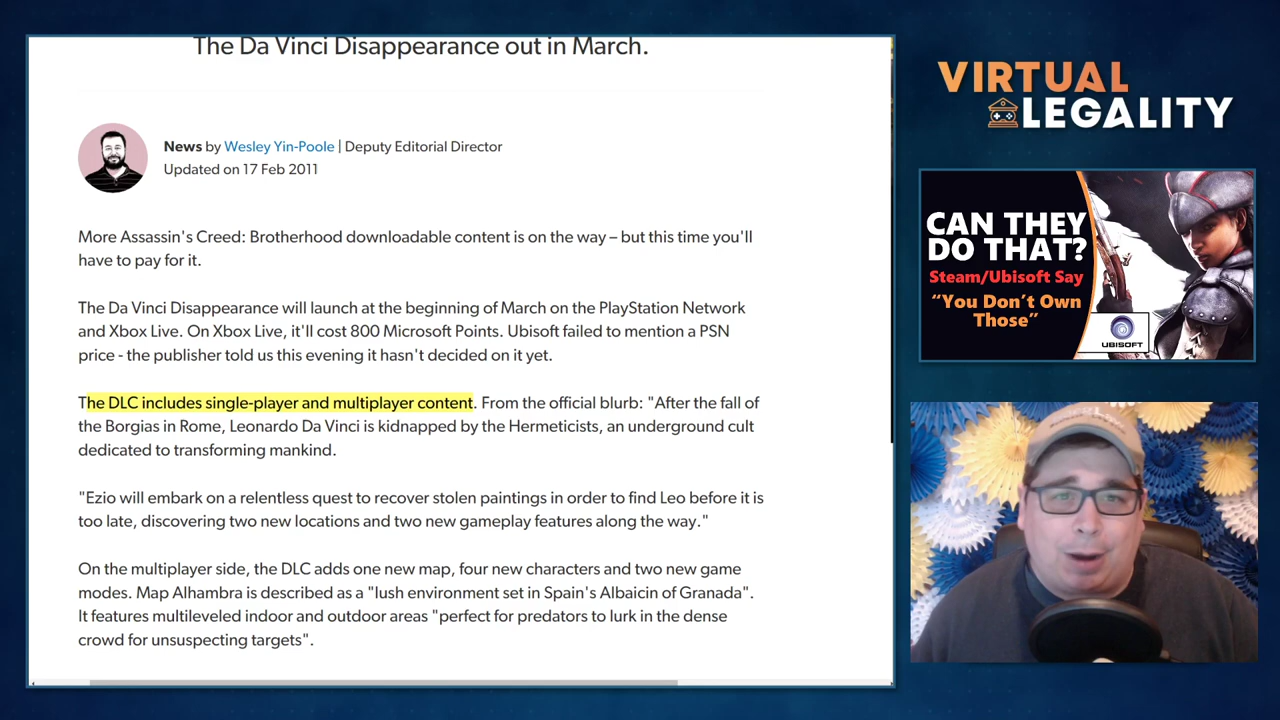 The Da Vinci Disappearance out in March.
News by Wesley Yin-Poole | Deputy Editorial Director
Updated on 17 Feb 2011
More Assassin's Creed: Brotherhood downloadable content is on the way – but this time you'll
have to pay for it.
The Da Vinci Disappearance will launch at the beginning of March on the PlayStation Network
and Xbox Live. On Xbox Live, it'll cost 800 Microsoft Points. Ubisoft failed to mention a PSN
price - the publisher told us this evening it hasn't decided on it yet.
The DLC includes single-player and multiplayer content. From the official blurb: "After the fall of
the Borgias in Rome, Leonardo Da Vinci is kidnapped by the Hermeticists, an underground cult
dedicated to transforming mankind.
"Ezio will embark on a relentless quest to recover stolen paintings in order to find Leo before it is
too late, discovering two new locations and two new gameplay features along the way."
On the multiplayer side, the DLC adds one new map, four new characters and two new game
modes. Map Alhambra is described as a "lush environment set in Spain's Albaicin of Granada".
It features multileveled indoor and outdoor areas "perfect for predators to lurk in the dense
crowd for unsuspecting targets".
VIRTUAL
LEGALITY
CAN THEY
DO THAT?
Steam/Ubisoft Say
“You Don’t Own
Those”
UBISOFT